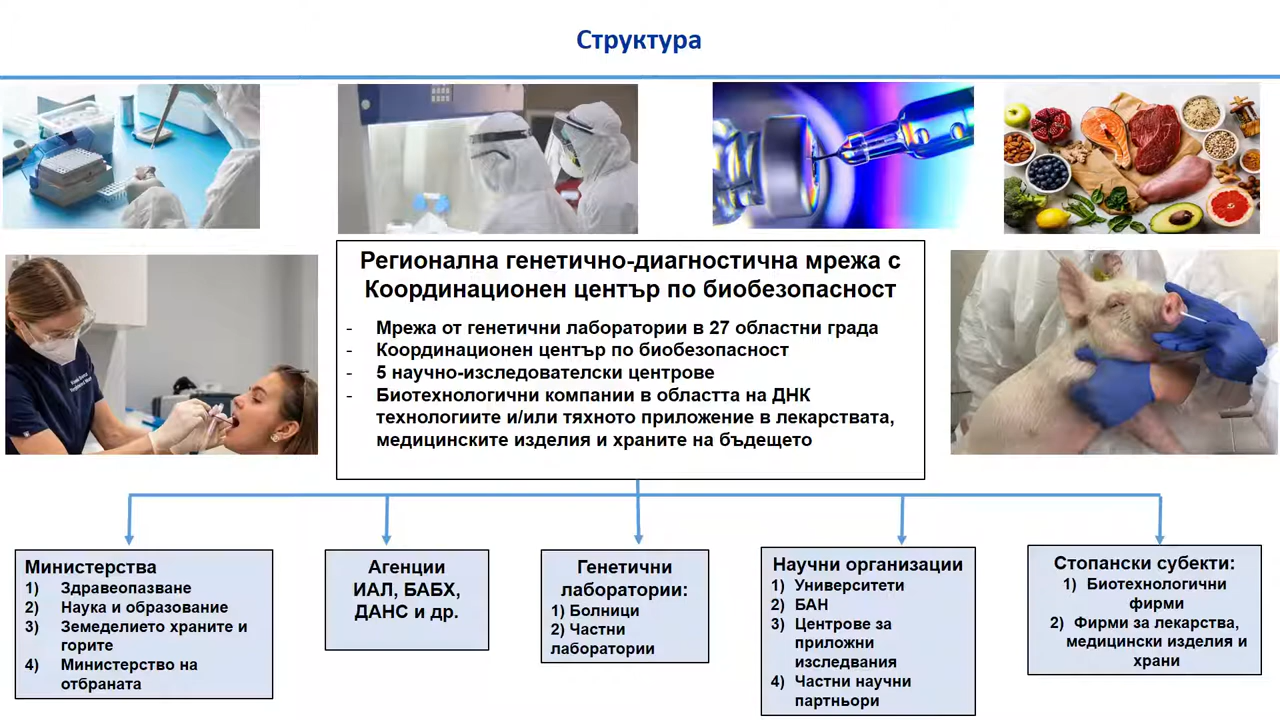 Структура
Регионална генетично-диагностична мрежа с
Координационен център по биобезопасност
- Мрежа от генетични лаборатории в 27 областни града
- Координационен център по биобезопасност
- 5 научно-изследователски центрове
- Биотехнологични компании в областта на ДНК
технологиите и/или тяхното приложение в лекарствата,
медицинските изделия и храните на бъдещето
Министерства
1) Здравеопазване
2) Наука и образование
3) Земеделието храните и
горите
4) Министерство на
отбраната
Агенции
ИАЛ, БАБХ,
ДАНС и др.
Генетични
лаборатории:
1) Болници
2) Частни
лаборатории
Научни организации
1) Университети
2) БАН
3) Центрове за
приложни
изследвания
4) Частни научни
партньори
Стопански субекти:
1) Биотехнологични
фирми
2) Фирми за лекарства,
медицински изделия и
храни